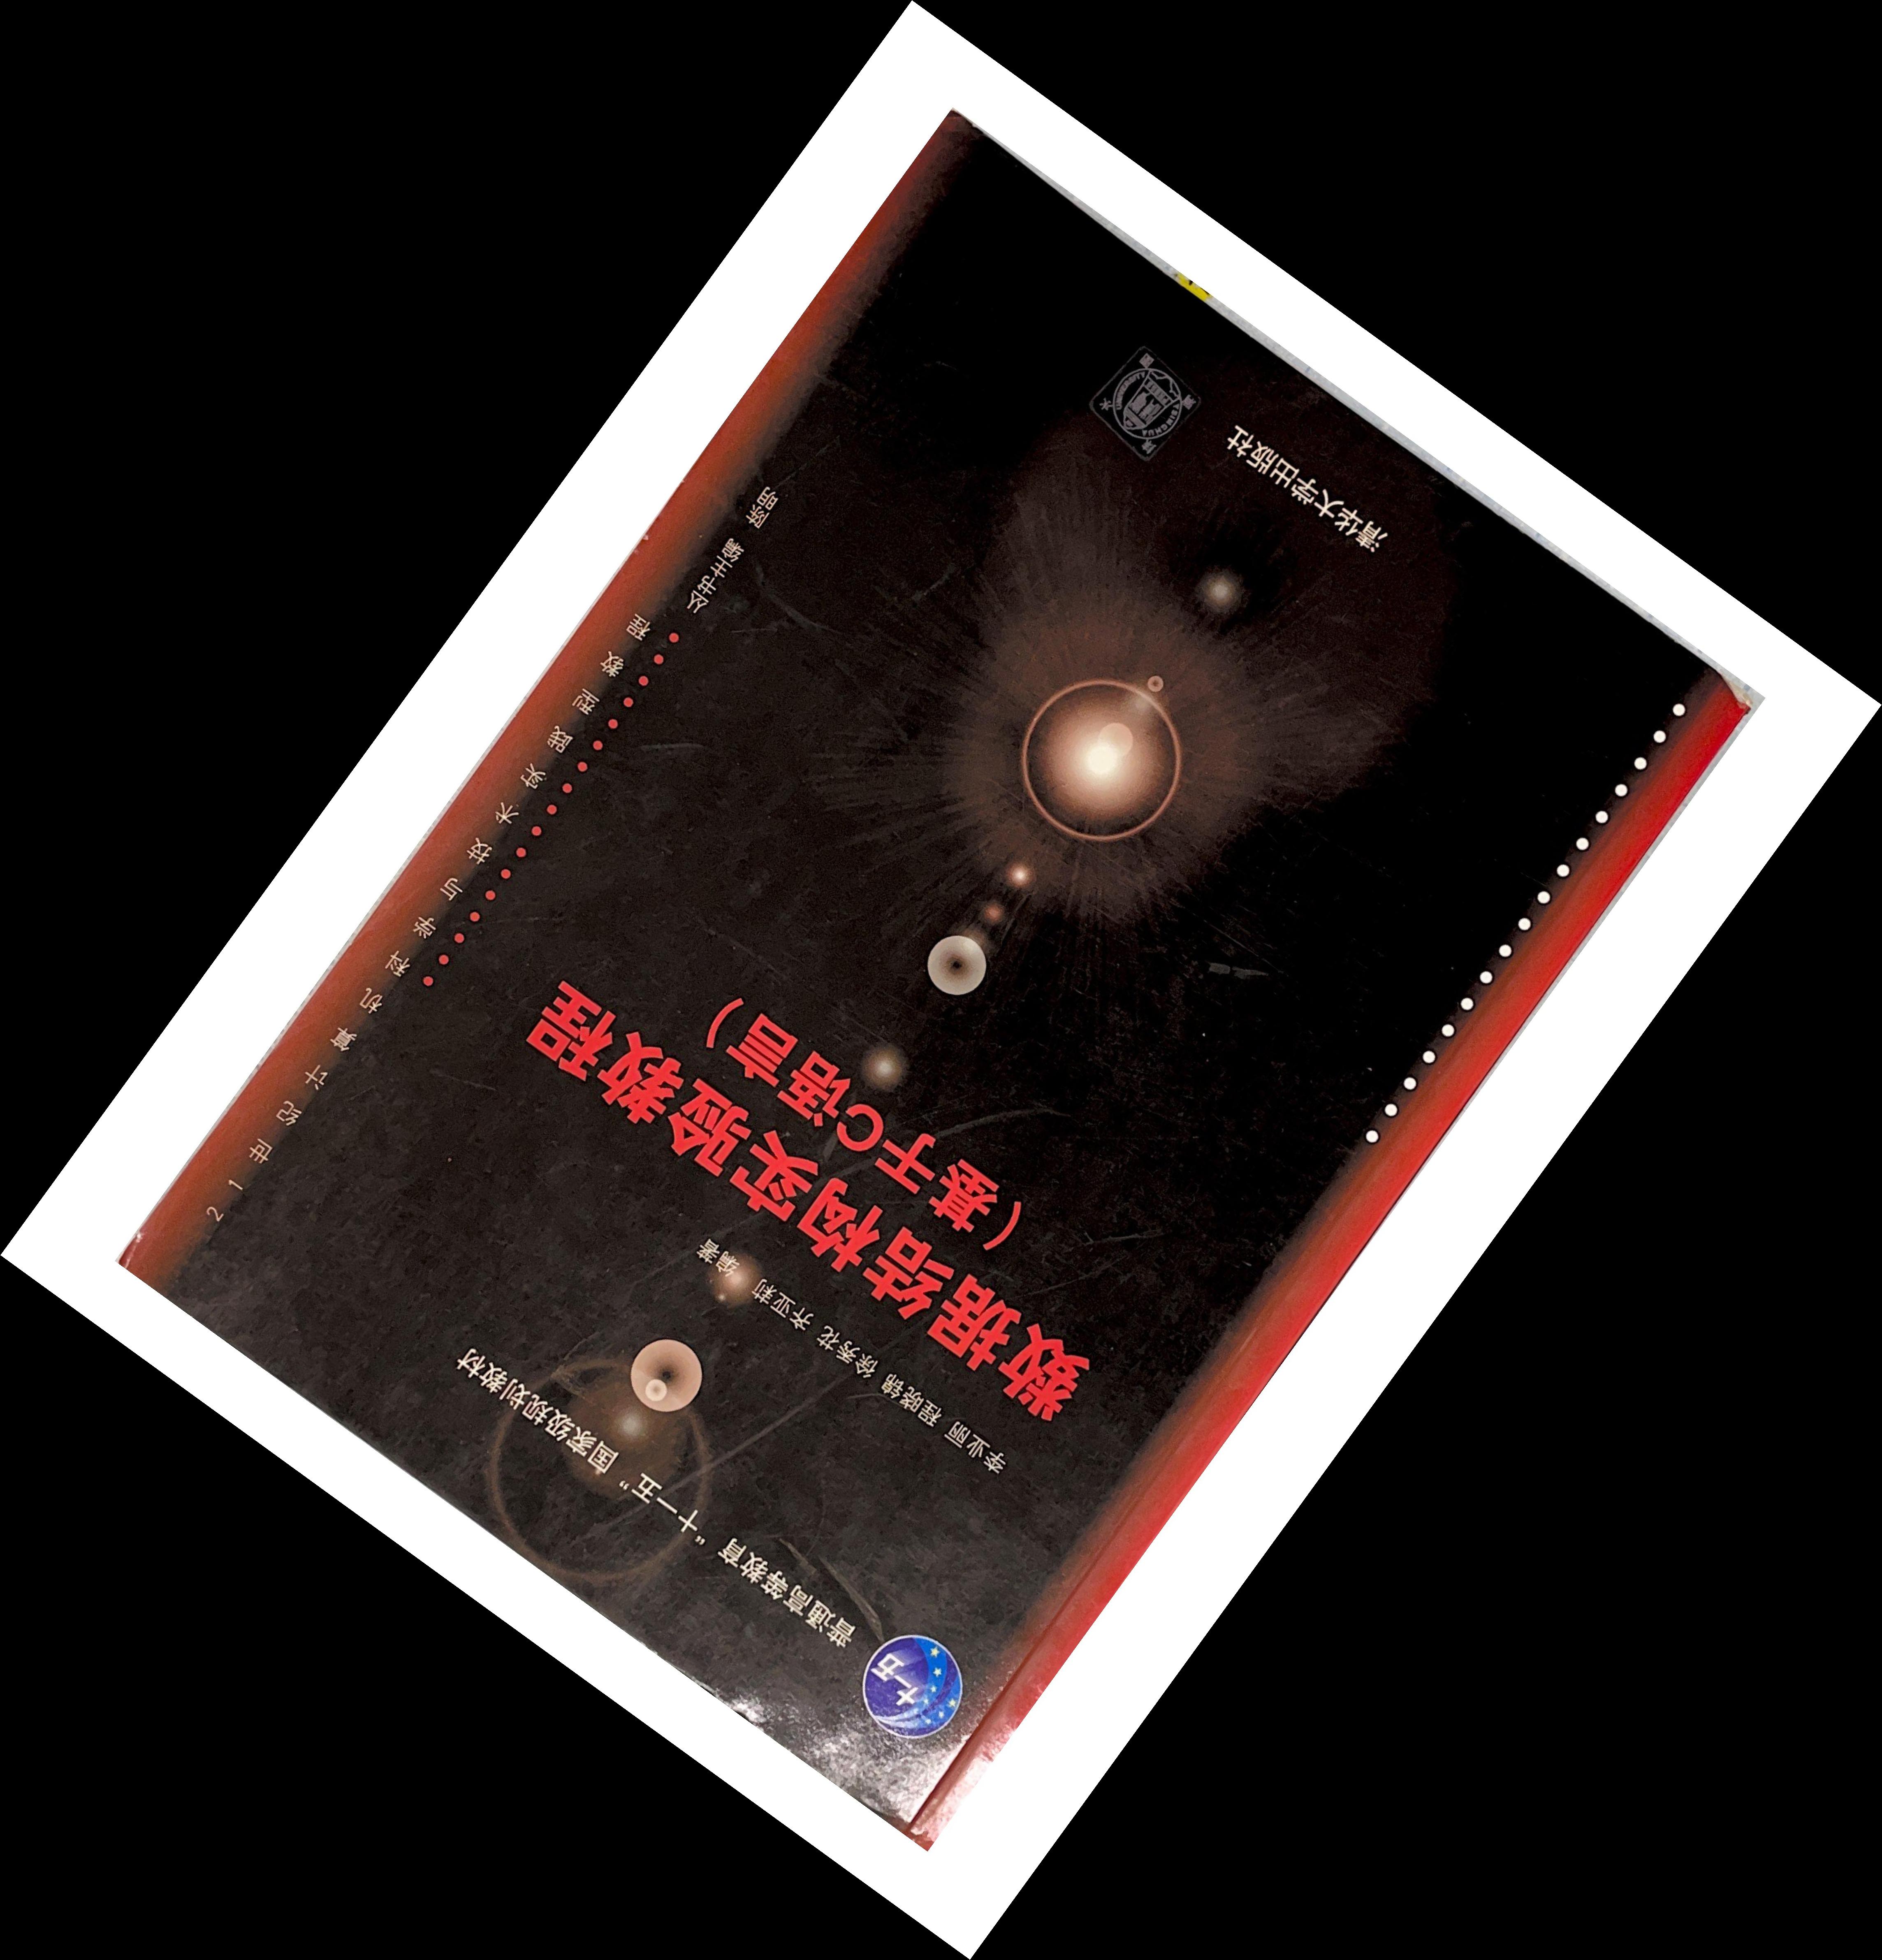 十一五
普通高等教育“十一五”国家级规划教材
李业丽 程晓锦 徐秀花 齐亚莉 编著
数据结构实验教程
（基于C语言）
21世纪计算机科学与技术实践型教程
丛书主编 陈明
清华大学出版社
TSINGHUA UNIVERSITY